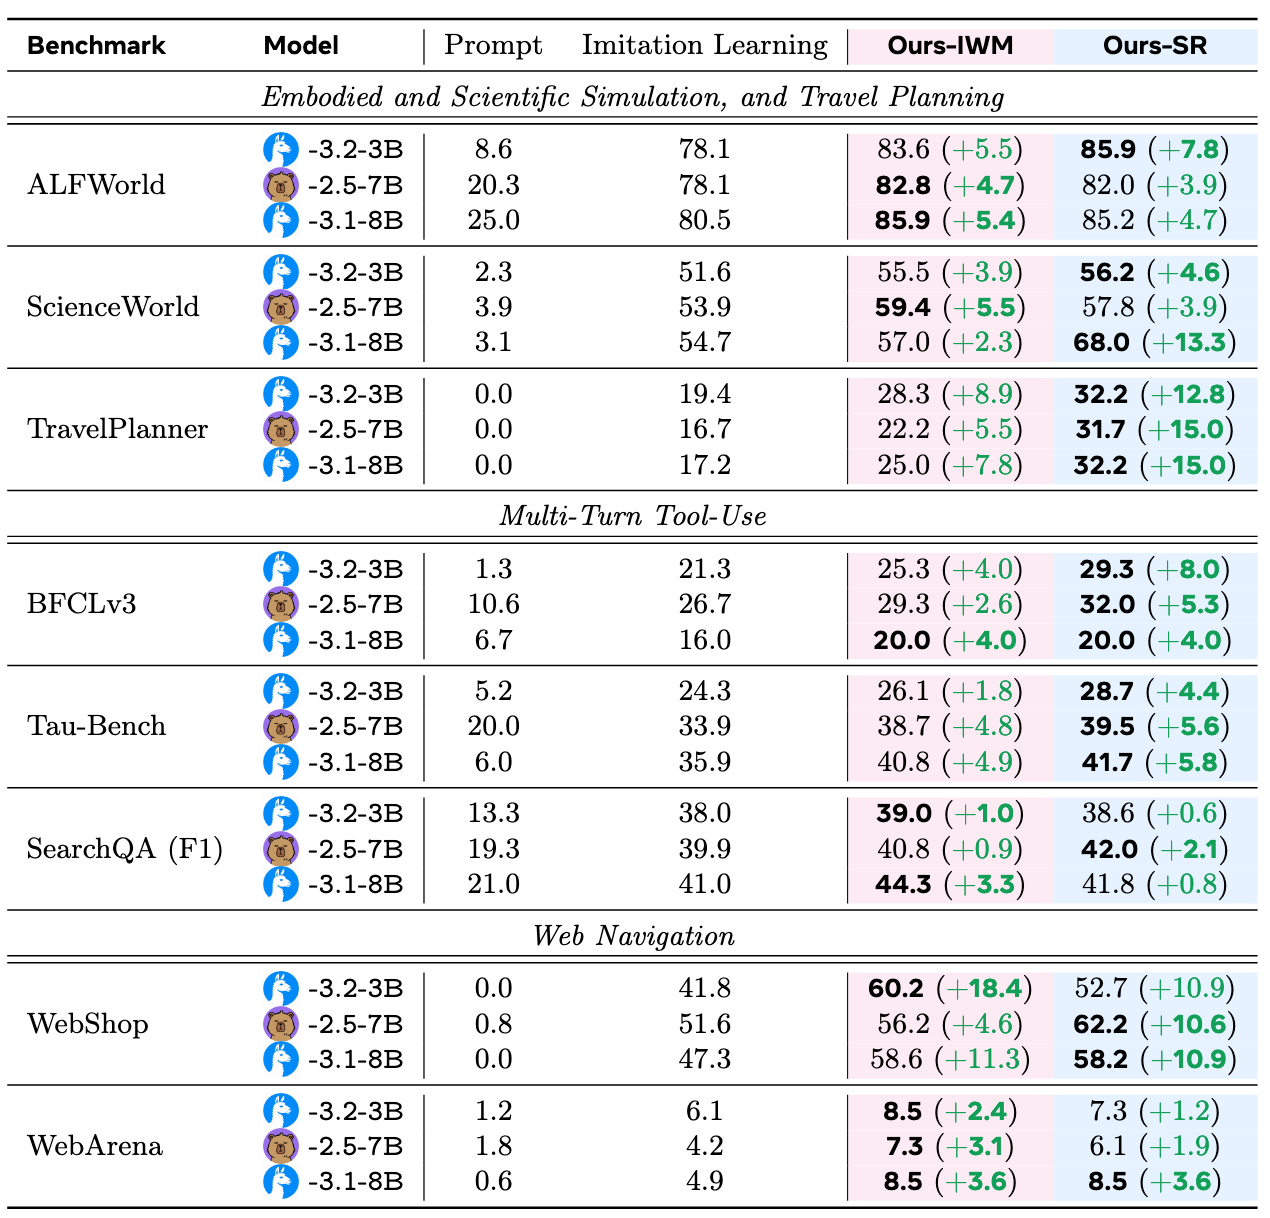 Benchmark Model Prompt Imitation Learning Ours-IWM Ours-SR
Embodied and Scientific Simulation, and Travel Planning
-3.2-3B 8.6 78.1 83.6 (+5.5) 85.9 (+7.8)
ALFWorld -2.5-7B 20.3 78.1 82.8 (+4.7) 82.0 (+3.9)
-3.1-8B 25.0 80.5 85.9 (+5.4) 85.2 (+4.7)
-3.2-3B 2.3 51.6 55.5 (+3.9) 56.2 (+4.6)
ScienceWorld -2.5-7B 3.9 53.9 59.4 (+5.5) 57.8 (+3.9)
-3.1-8B 3.1 54.7 57.0 (+2.3) 68.0 (+13.3)
-3.2-3B 0.0 19.4 28.3 (+8.9) 32.2 (+12.8)
TravelPlanner -2.5-7B 0.0 16.7 22.2 (+5.5) 31.7 (+15.0)
-3.1-8B 0.0 17.2 25.0 (+7.8) 32.2 (+15.0)
Multi-Turn Tool-Use
-3.2-3B 1.3 21.3 25.3 (+4.0) 29.3 (+8.0)
BFCLv3 -2.5-7B 10.6 26.7 29.3 (+2.6) 32.0 (+5.3)
-3.1-8B 6.7 16.0 20.0 (+4.0) 20.0 (+4.0)
-3.2-3B 5.2 24.3 26.1 (+1.8) 28.7 (+4.4)
Tau-Bench -2.5-7B 20.0 33.9 38.7 (+4.8) 39.5 (+5.6)
-3.1-8B 6.0 35.9 40.8 (+4.9) 41.7 (+5.8)
-3.2-3B 13.3 38.0 39.0 (+1.0) 38.6 (+0.6)
SearchQA (F1) -2.5-7B 19.3 39.9 40.8 (+0.9) 42.0 (+2.1)
-3.1-8B 21.0 41.0 44.3 (+3.3) 41.8 (+0.8)
Web Navigation
-3.2-3B 0.0 41.8 60.2 (+18.4) 52.7 (+10.9)
WebShop -2.5-7B 0.8 51.6 56.2 (+4.6) 62.2 (+10.6)
-3.1-8B 0.0 47.3 58.6 (+11.3) 58.2 (+10.9)
-3.2-3B 1.2 6.1 8.5 (+2.4) 7.3 (+1.2)
WebArena -2.5-7B 1.8 4.2 7.3 (+3.1) 6.1 (+1.9)
-3.1-8B 0.6 4.9 8.5 (+3.6) 8.5 (+3.6)